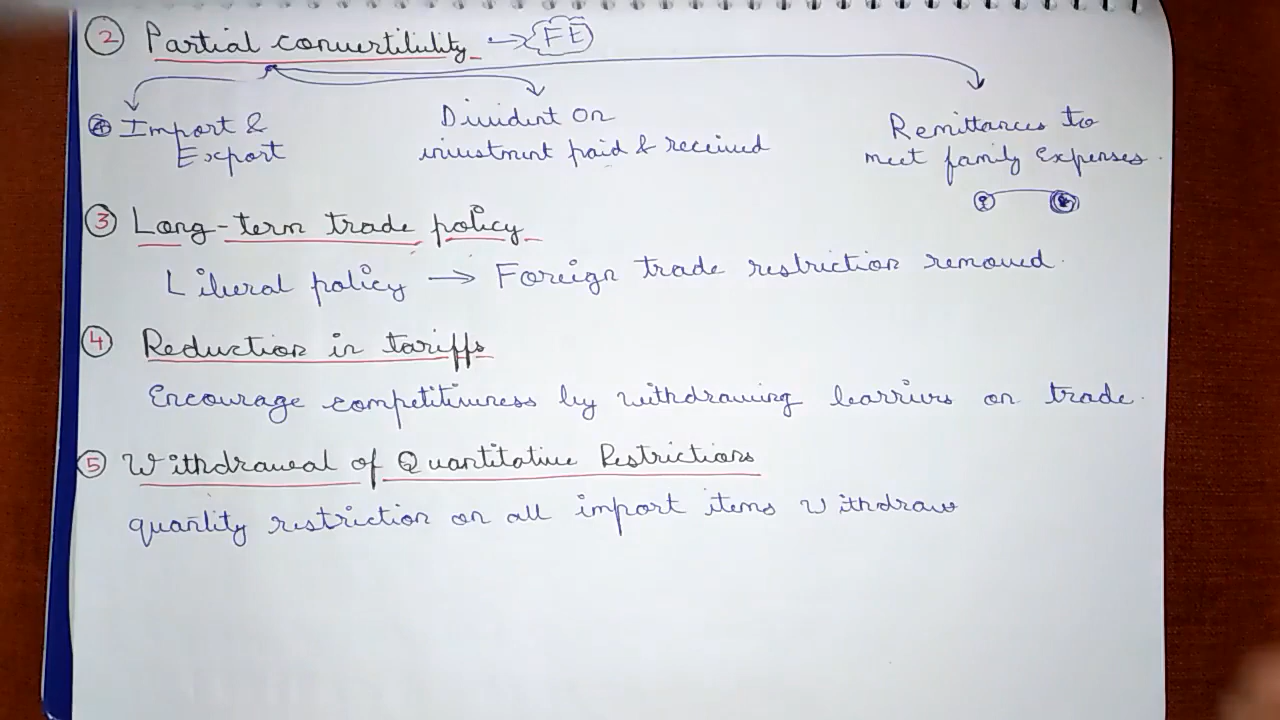 ② Partial convertibility → FE
Import &
Export
Divident on
investment paid & received
Remittances to
meet family Expenses.
③ Long-term trade policy
Liberal policy → Foreign trade restriction removed.
④ Reduction in tariffs
Encourage competitiveness by withdrawing barriers on trade.
⑤ Withdrawal of Quantitative Restrictions
quantity restriction on all import items withdraw